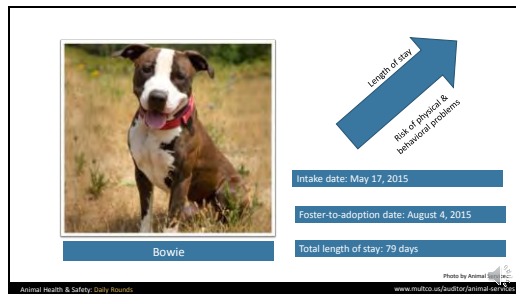 Length of stay
Risk of physical &
behavioral problems
Intake date: May 17, 2015
Foster-to-adoption date: August 4, 2015
Bowie
Total length of stay: 79 days
Photo by Animal Services
Animal Health & Safety: Daily Rounds
www.multco.us/auditor/animal-services